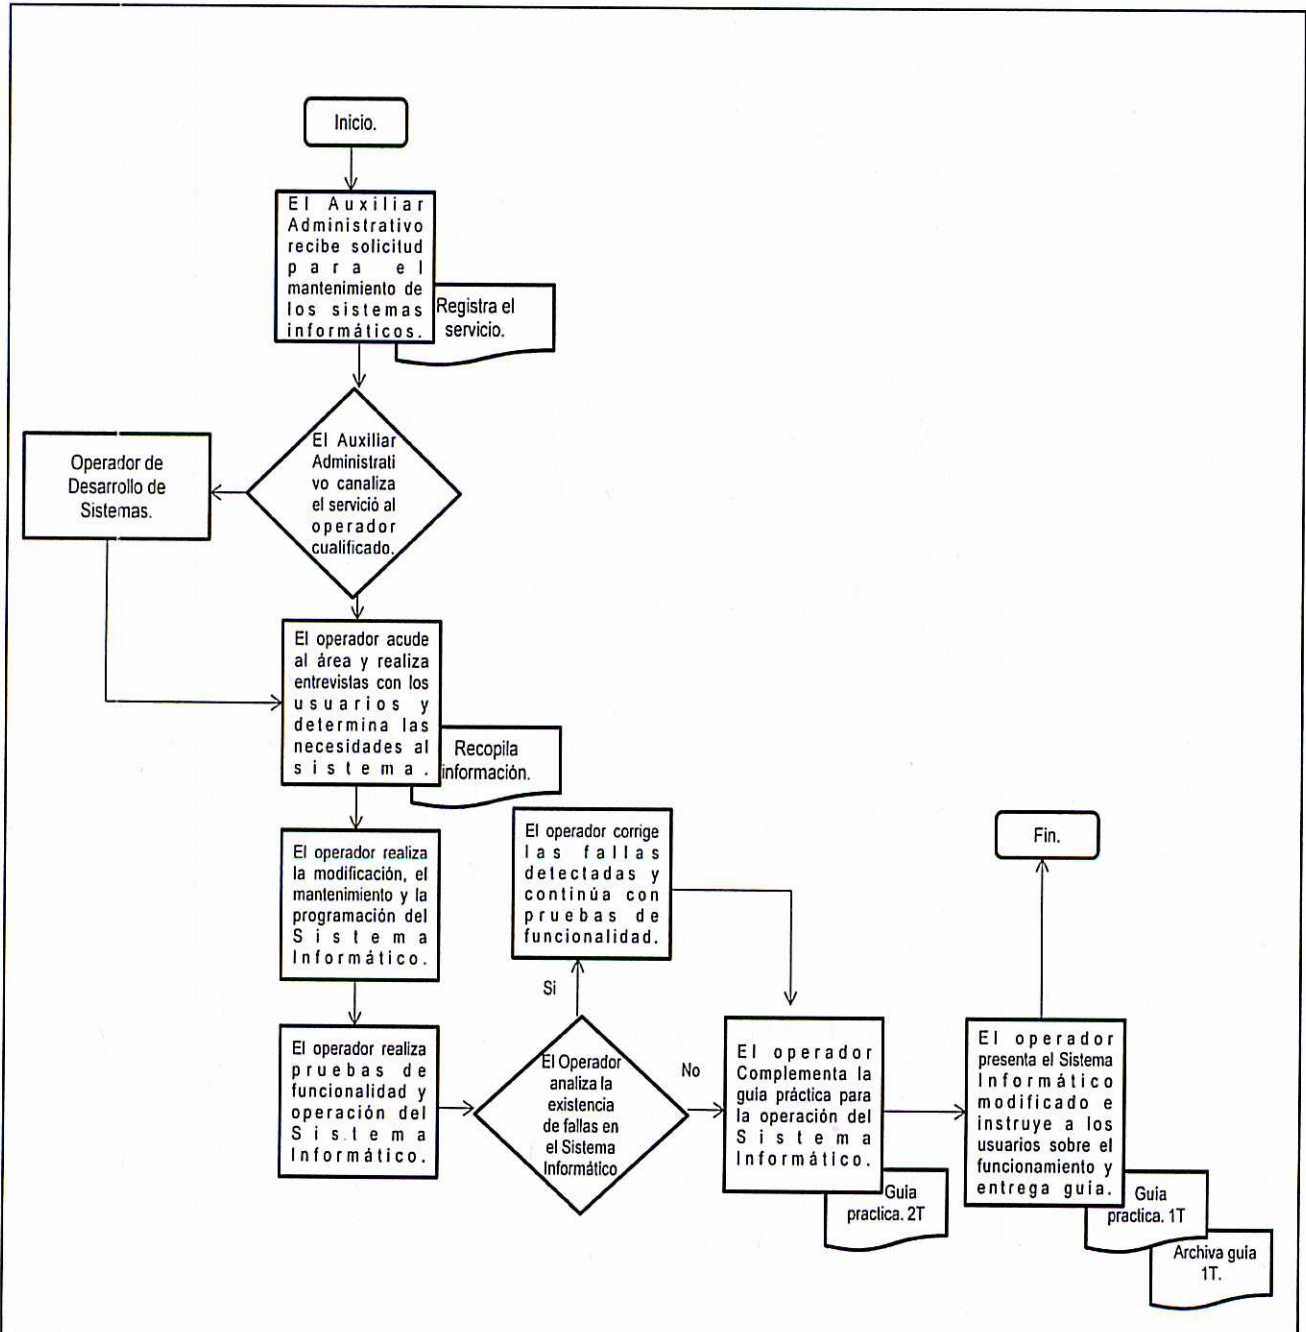 Inicio.
El Auxiliar
Administrativo
recibe solicitud
para el
mantenimiento de
los sistemas
informáticos.
Registra el
servicio.
El Auxiliar
Administrati
vo canaliza
el servició al
operador
cualificado.
Operador de
Desarrollo de
Sistemas.
El operador acude
al área y realiza
entrevistas con los
usuarios y
determina las
necesidades al
sistema.
Recopila
información.
El operador realiza
la modificación, el
mantenimiento y la
programación del
Sistema
Informático.
El operador realiza
pruebas de
funcionalidad y
operación del
Sistema
Informático.
El Operador
analiza la
existencia
de fallas en
el Sistema
Informático
Si
El operador corrige
las fallas
detectadas y
continúa con
pruebas de
funcionalidad.
No
El operador
Complementa la
guía práctica para
la operación del
Sistema
Informático.
Guia
practica. 2T
El operador
presenta el Sistema
Informático
modificado e
instruye a los
usuarios sobre el
funcionamiento y
entrega guia.
Guia
practica. 1T
Archiva guia
1T.
Fin.